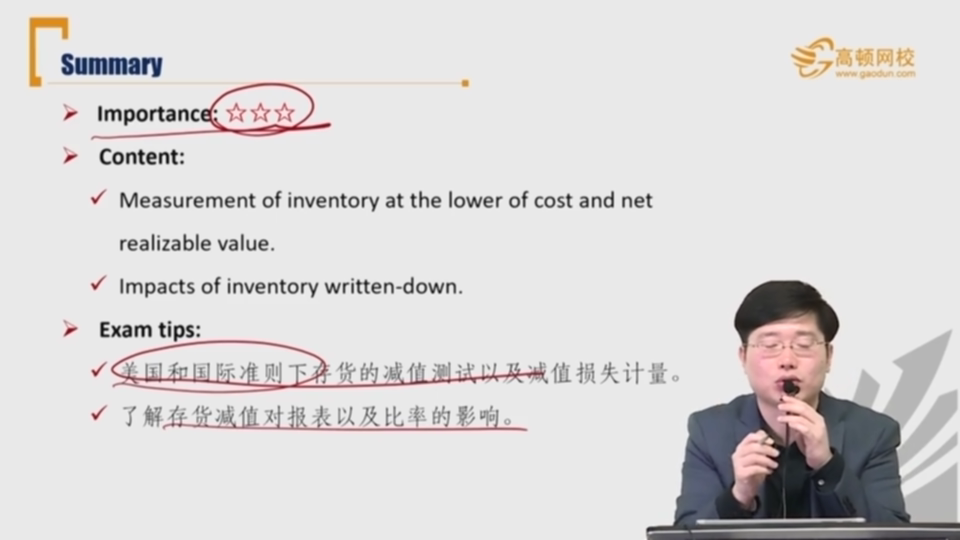 Summary
高顿网校
www.gaodun.com
Importance: ☆☆☆
Content:
Measurement of inventory at the lower of cost and net
realizable value.
Impacts of inventory written-down.
Exam tips:
美国和国际准则下存货的减值测试以及减值损失计量。
了解存货减值对报表以及比率的影响。